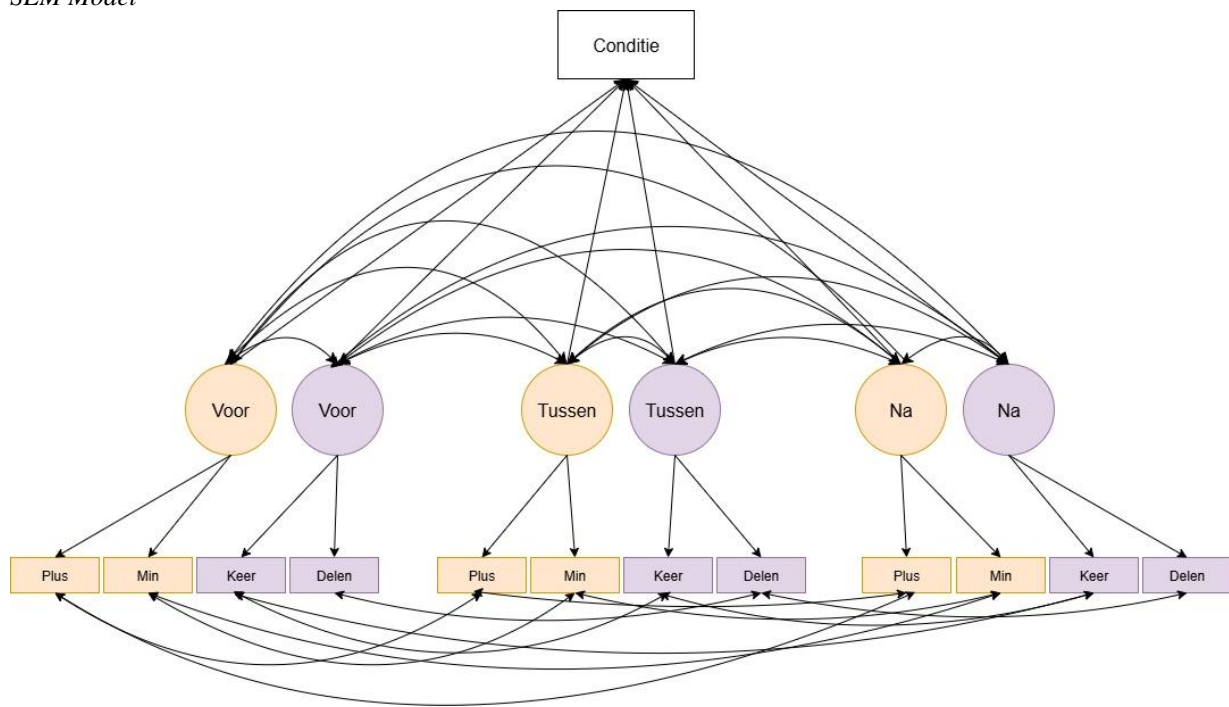 SEM Model
Conditie
Voor Voor Tussen Tussen Na Na
Plus Min Keer Delen Plus Min Keer Delen Plus Min Keer Delen